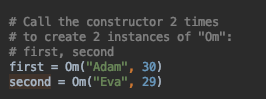 # Call the constructor 2 times
# to create 2 instances of "Om":
# first, second
first = Om("Adam", 30)
second = Om("Eva", 29)